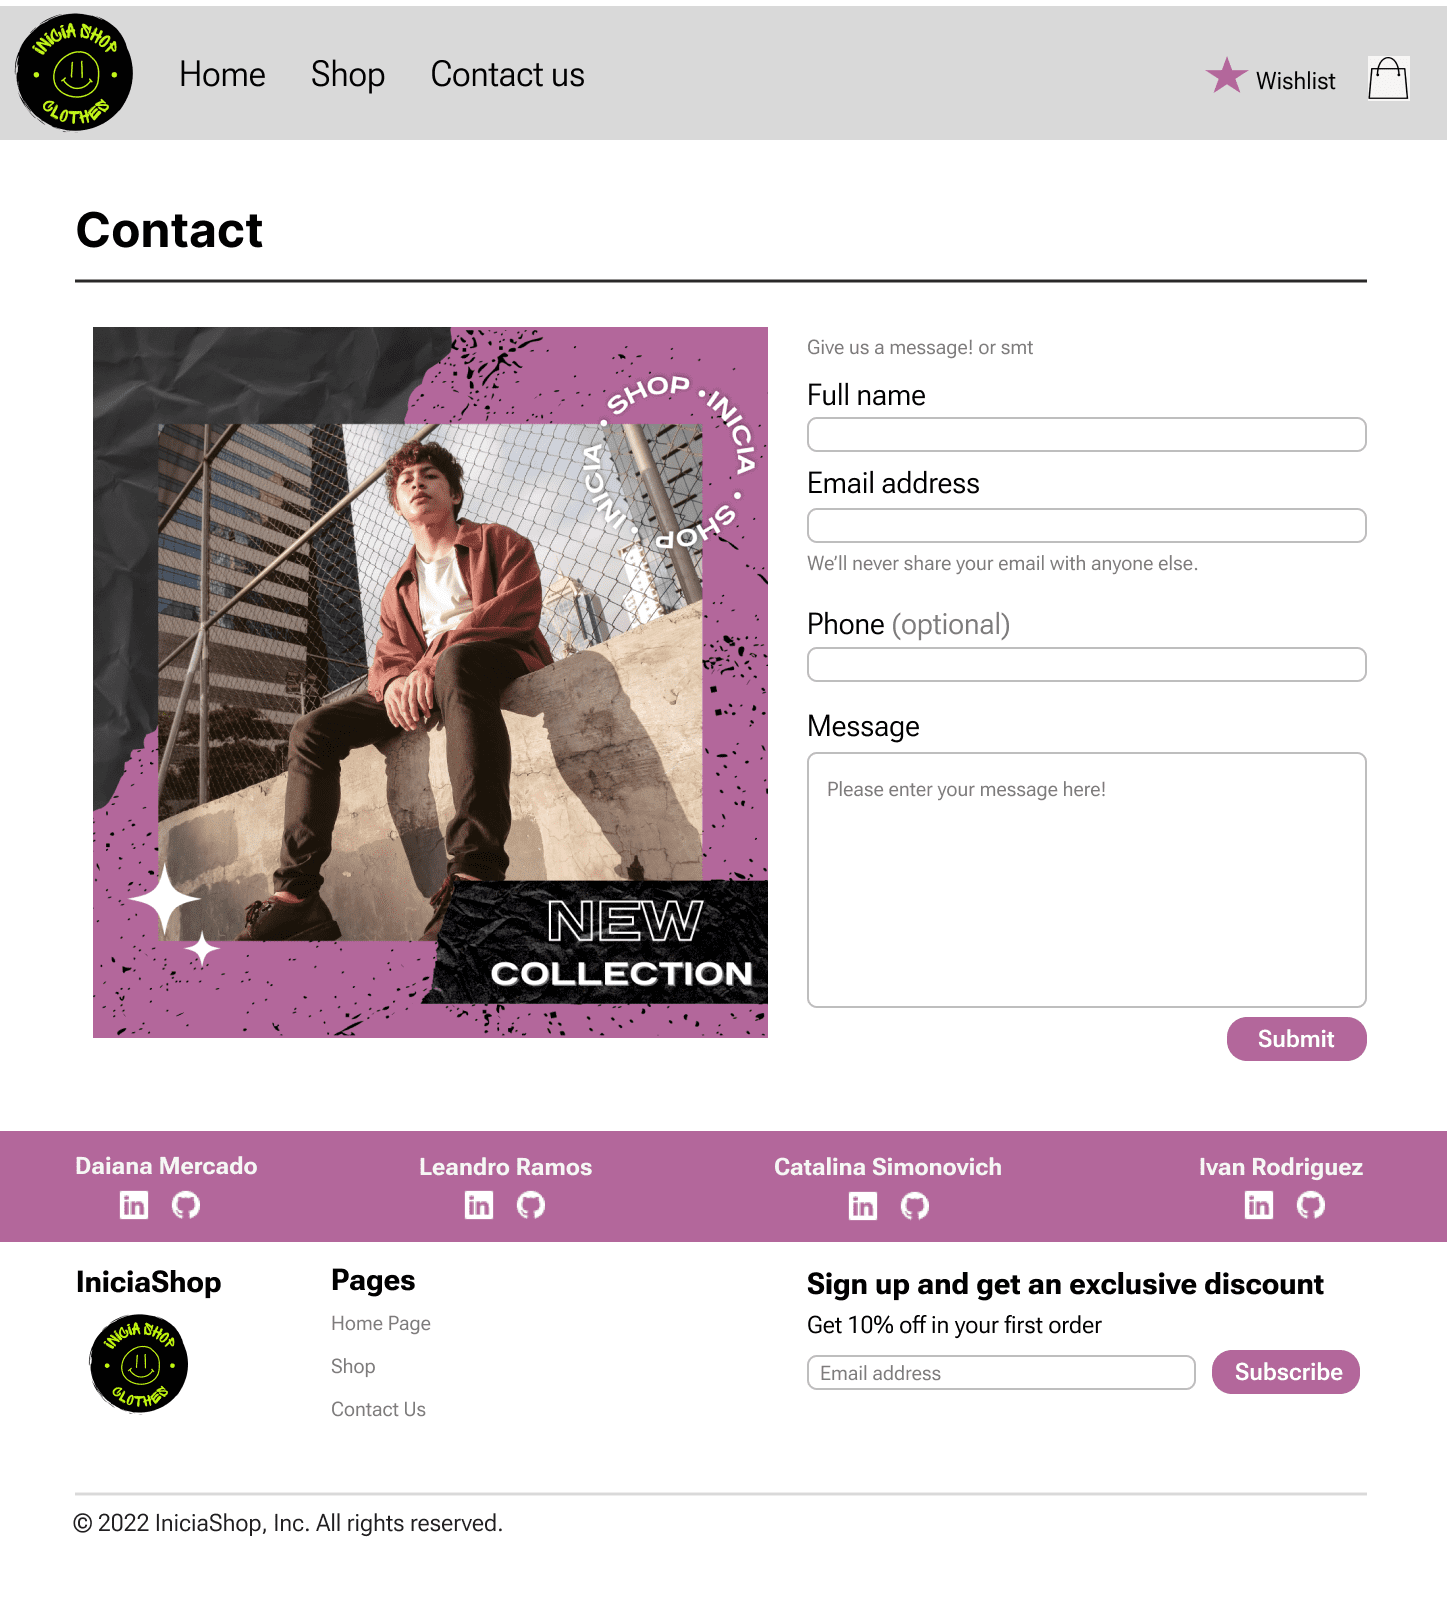 INICIA SHOP
CLOTHES
Home
Shop
Contact us
Wishlist
Contact
SHOP • INICIA • SHOP • INICIA •
NEW
COLLECTION
Give us a message! or smt
Full name
Email address
We’ll never share your email with anyone else.
Phone (optional)
Message
Please enter your message here!
Submit
Daiana Mercado
Leandro Ramos
Catalina Simonovich
Ivan Rodriguez
in
in
in
in
IniciaShop
INICIA SHOP
CLOTHES
Pages
Home Page
Shop
Contact Us
Sign up and get an exclusive discount
Get 10% off in your first order
Email address
Subscribe
© 2022 IniciaShop, Inc. All rights reserved.